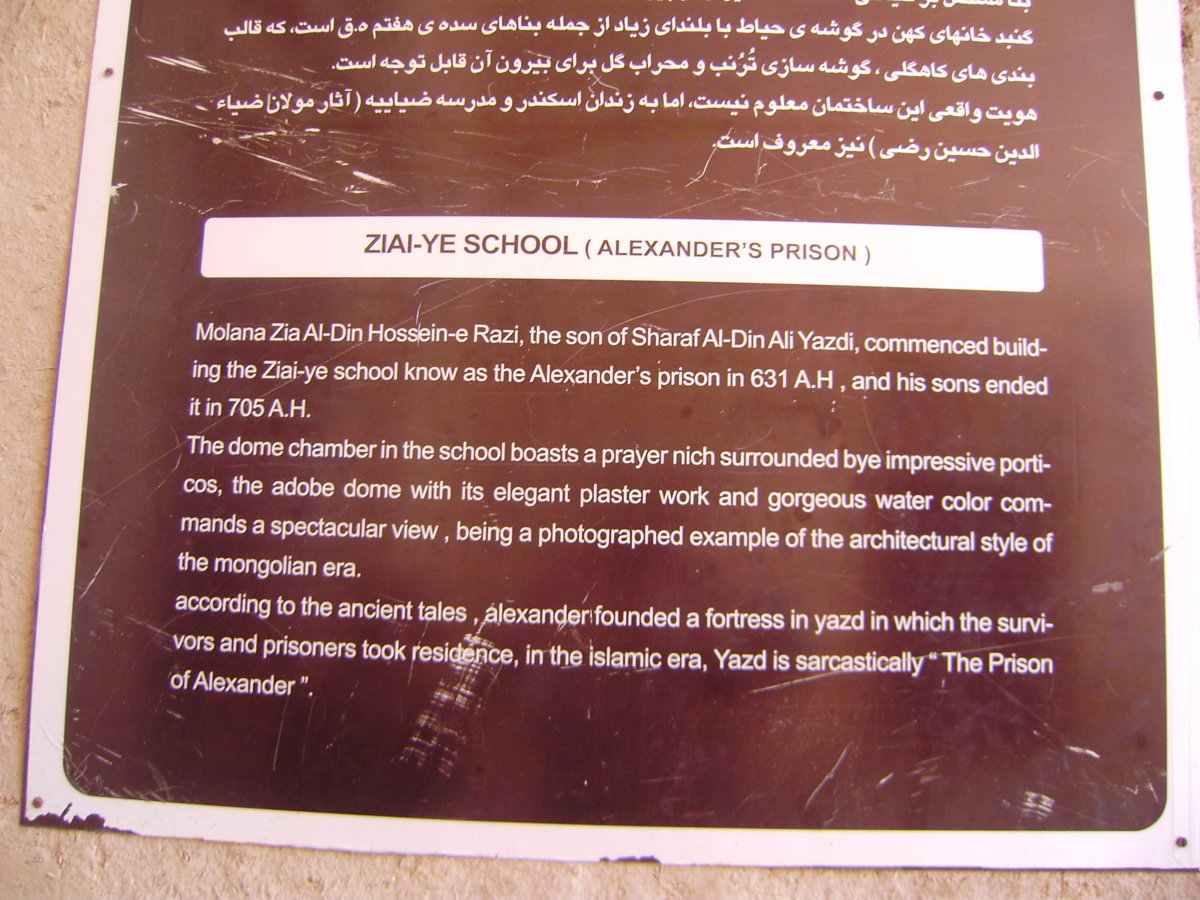 گنبد خانهای کهن در گوشه ی حیاط با بلندای زیاد از جمله بناهای سده ی هفتم ه.ق است، که قالب
بندی های کاهگلی ، گوشه سازی تُرُنب و محراب گل برای بیرون آن قابل توجه است.
هویت واقعی این ساختمان معلوم نیست، اما به زندان اسکندر و مدرسه ضیاییه ( آثار مولانا ضیاء
الدین حسین رضی ) نیز معروف است.
ZIAI-YE SCHOOL ( ALEXANDER’S PRISON )
Molana Zia Al-Din Hossein-e Razi, the son of Sharaf Al-Din Ali Yazdi, commenced build-
ing the Ziai-ye school know as the Alexander’s prison in 631 A.H , and his sons ended
it in 705 A.H.
The dome chamber in the school boasts a prayer nich surrounded bye impressive porti-
cos, the adobe dome with its elegant plaster work and gorgeous water color com-
mands a spectacular view , being a photographed example of the architectural style of
the mongolian era.
according to the ancient tales , alexander founded a fortress in yazd in which the survi-
vors and prisoners took residence, in the islamic era, Yazd is sarcastically “ The Prison
of Alexander ”.